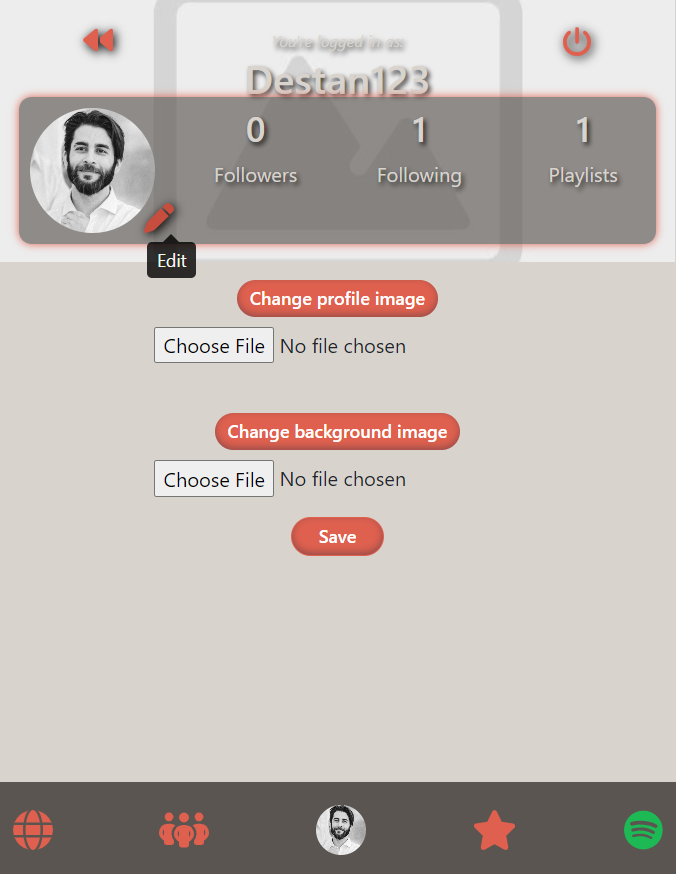 You're logged in as:
Destan123
0 1 1
Followers Following Playlists
Edit
Change profile image
Choose File No file chosen
Change background image
Choose File No file chosen
Save